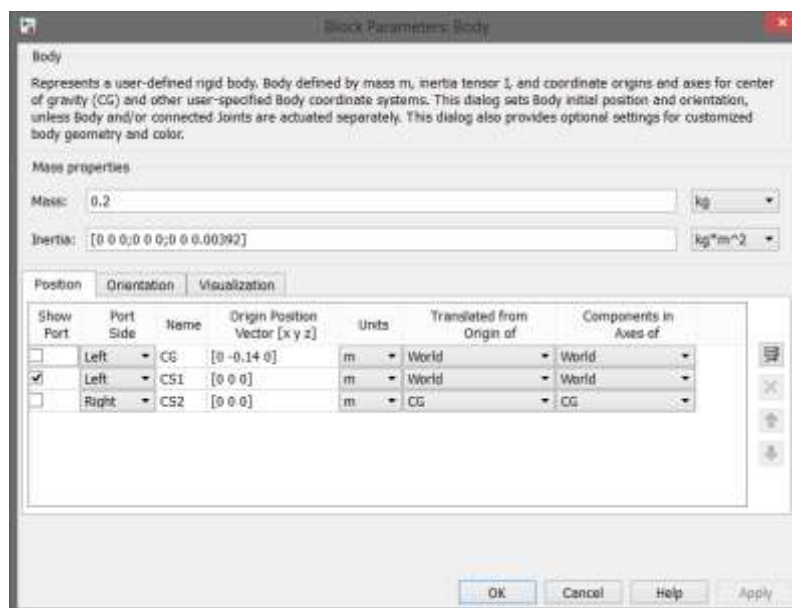 Block Parameters: Body
Body
Represents a user-defined rigid body. Body defined by mass m, inertia tensor I, and coordinate origins and axes for center
of gravity (CG) and other user-specified Body coordinate systems. This dialog sets Body initial position and orientation,
unless Body and/or connected Joints are actuated separately. This dialog also provides optional settings for customized
body geometry and color.
Mass properties
Mass: 0.2 kg
Inertia: [0 0 0;0 0 0;0 0 0.00392] kg*m^2
Position Orientation Visualization
Show Port Port Side Name Origin Position Vector [x y z] Units Translated from Origin of Components in Axes of
Left CG [0 -0.14 0] m World World
Left CS1 [0 0 0] m World World
Right CS2 [0 0 0] m CG CG
OK Cancel Help Apply